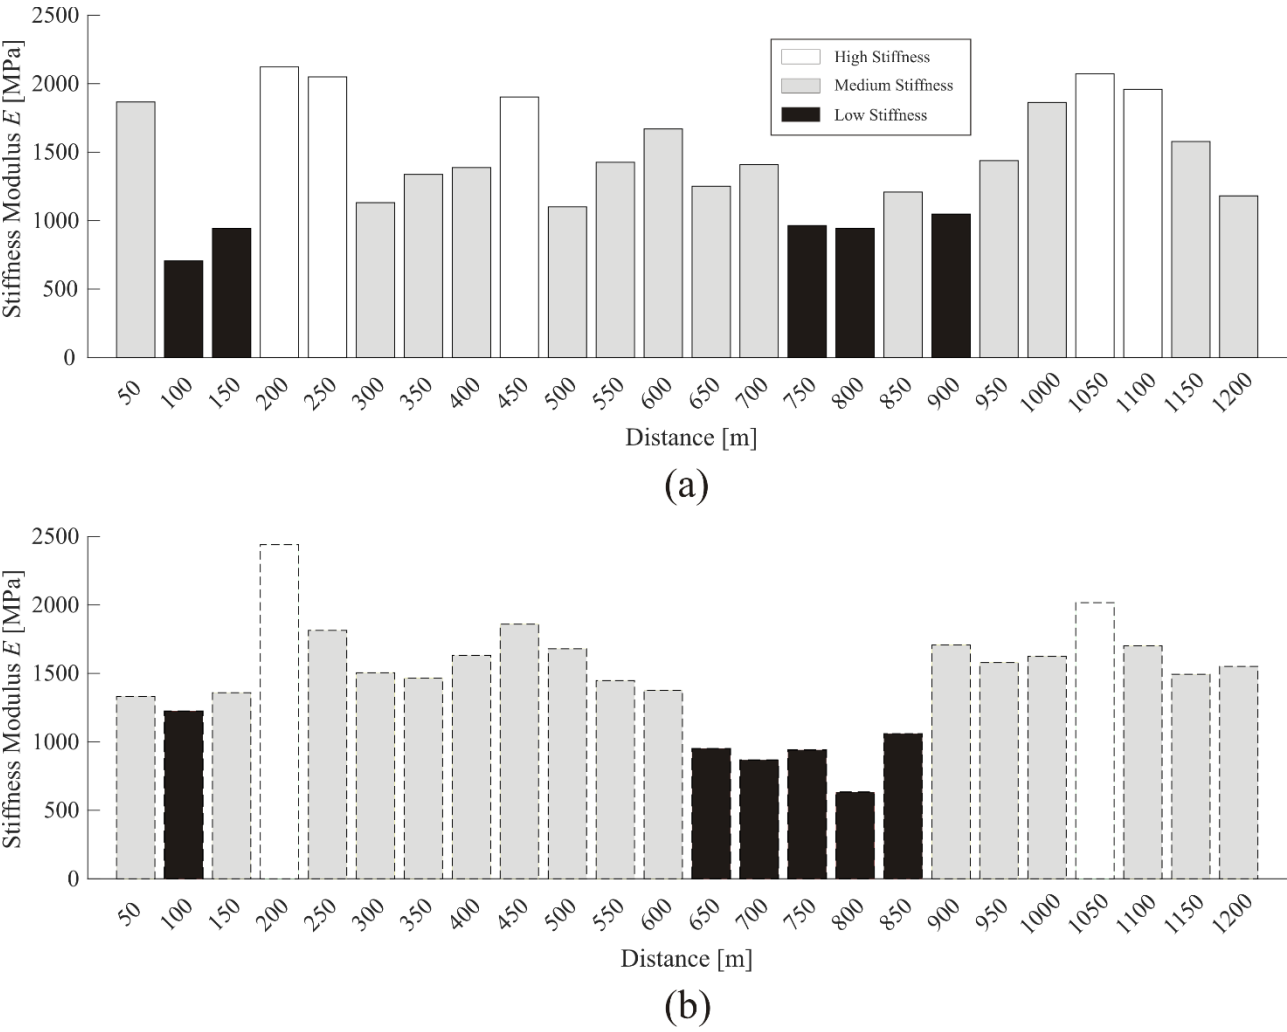 2500
2000
1500
1000
500
0
Stiffness Modulus E [MPa]
High Stiffness
Medium Stiffness
Low Stiffness
50 100 150 200 250 300 350 400 450 500 550 600 650 700 750 800 850 900 950 1000 1050 1100 1150 1200
Distance [m]
(a)
2500
2000
1500
1000
500
0
Stiffness Modulus E [MPa]
50 100 150 200 250 300 350 400 450 500 550 600 650 700 750 800 850 900 950 1000 1050 1100 1150 1200
Distance [m]
(b)